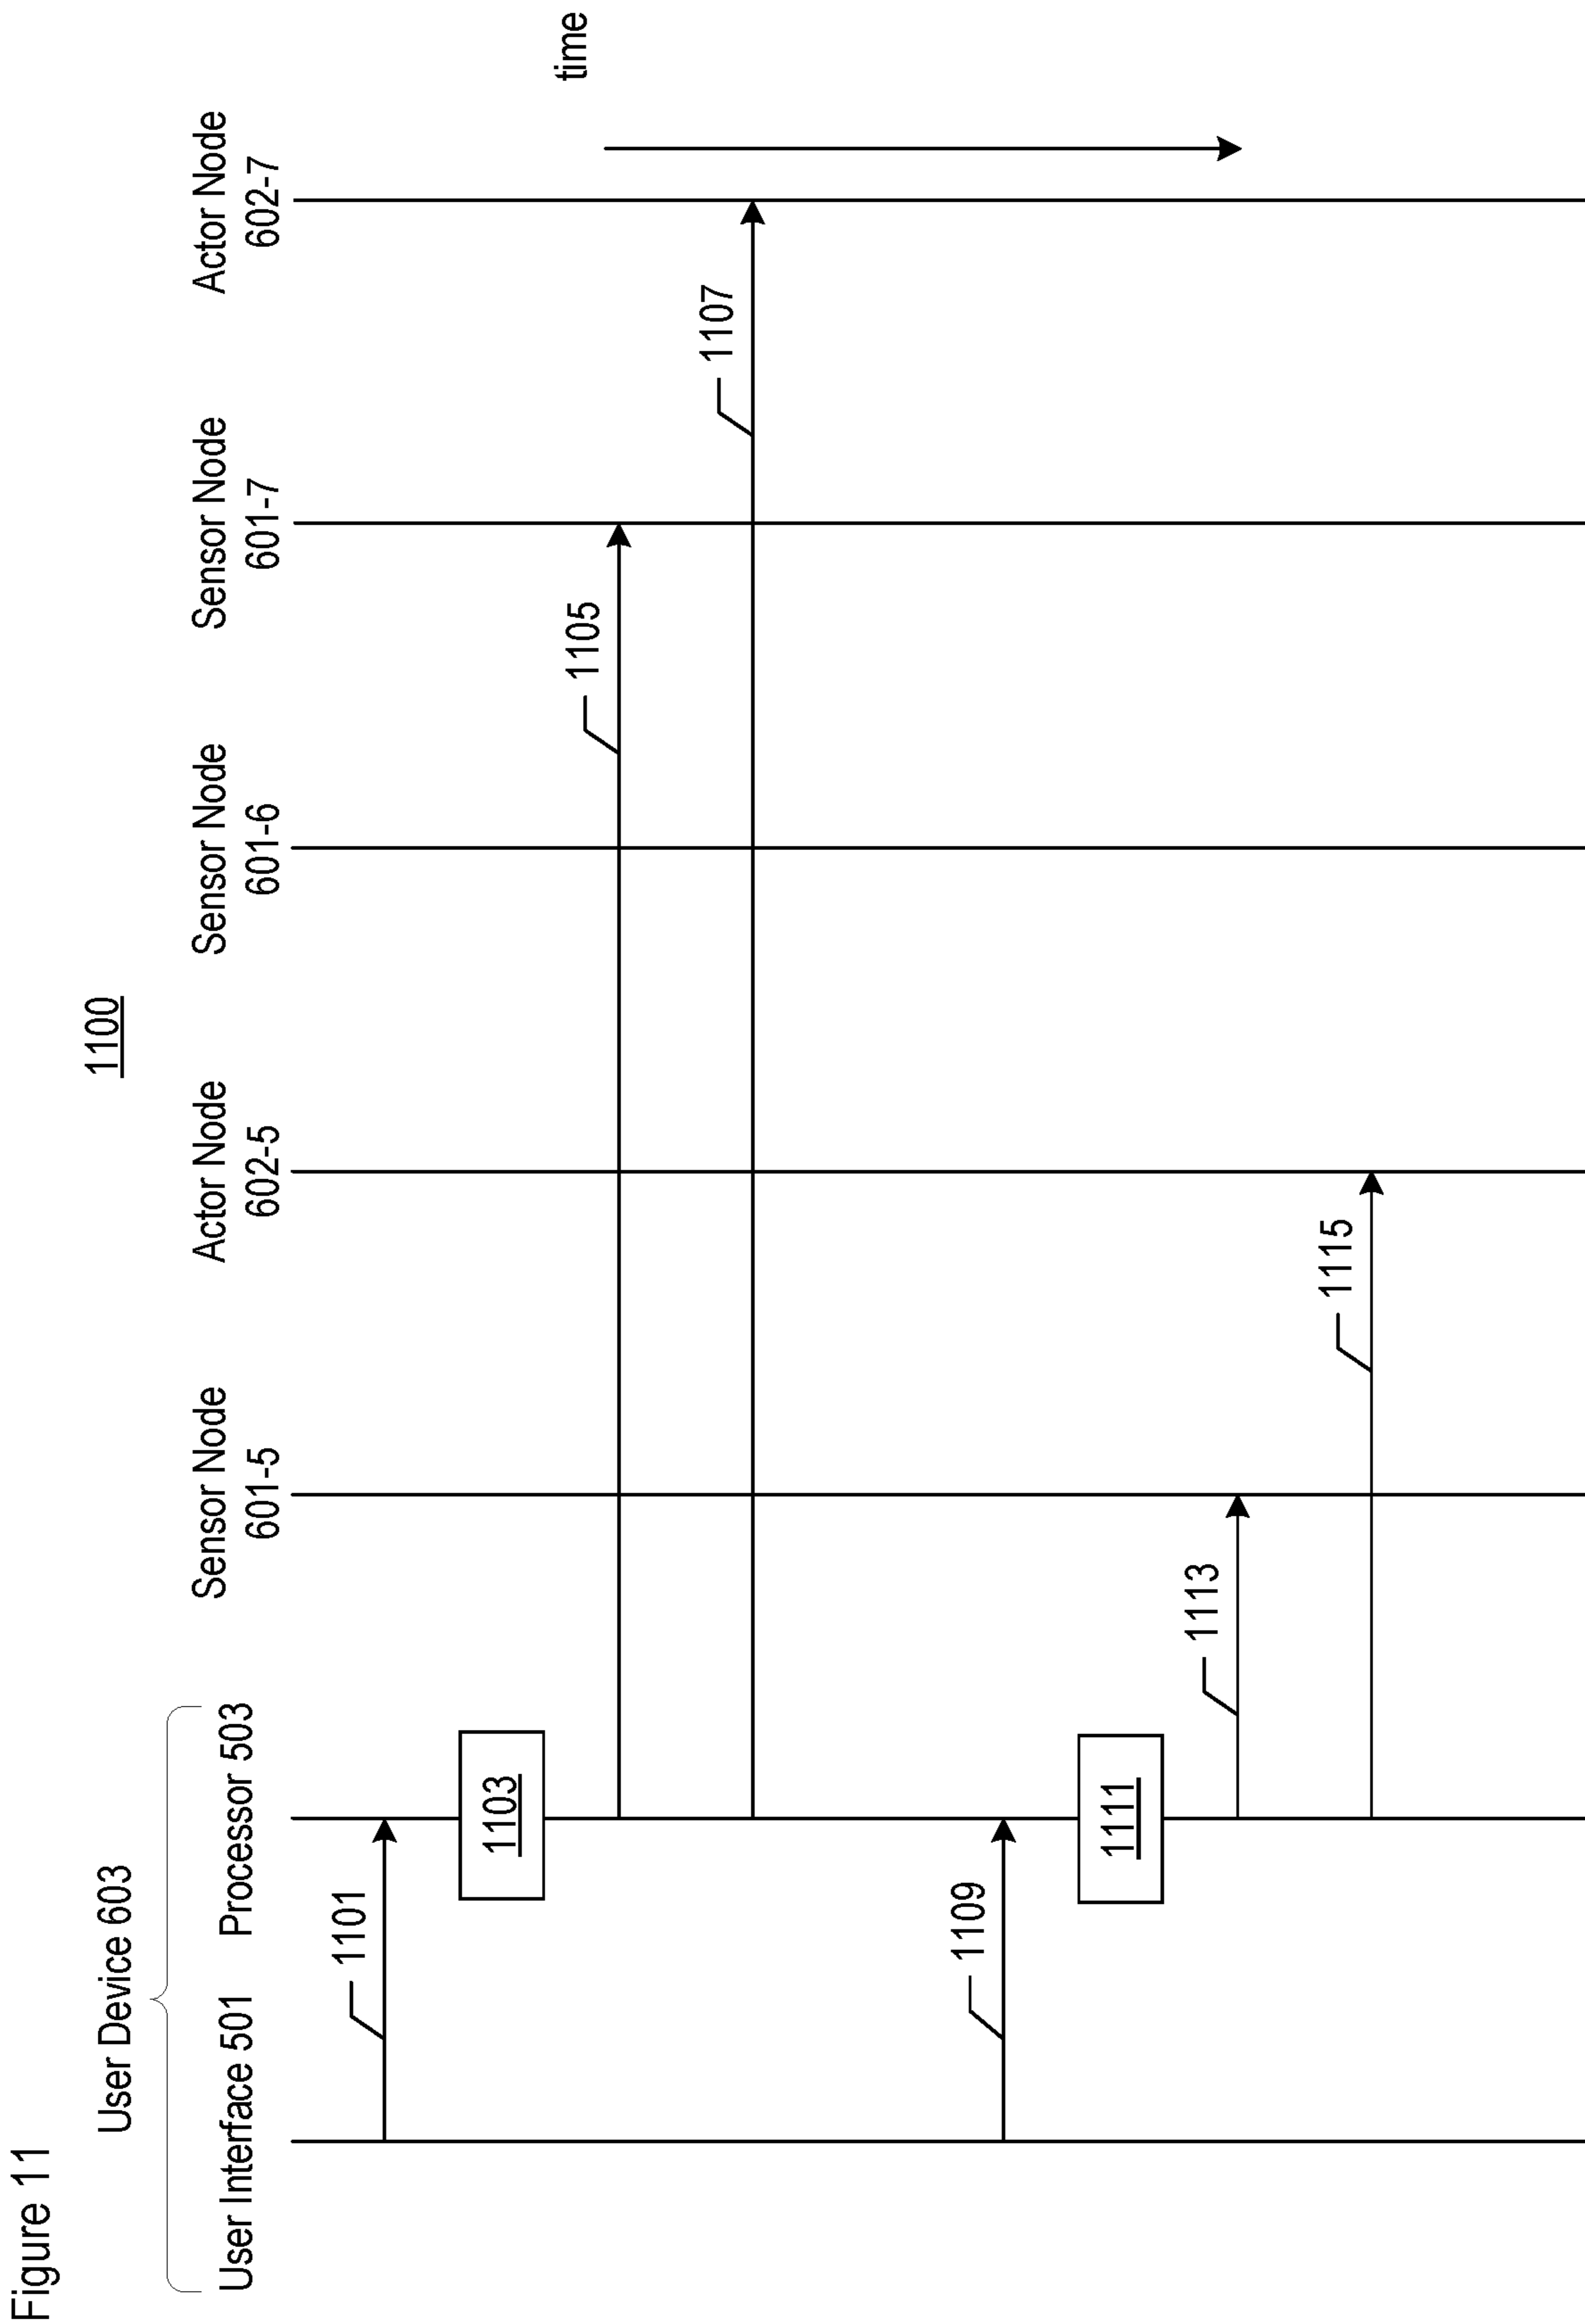 Figure 11
1100
User Device 603
User Interface 501
Processor 503
Sensor Node
601-5
Actor Node
602-5
Sensor Node
601-6
Sensor Node
601-7
Actor Node
602-7
time
1101
1103
1105
1107
1109
1111
1113
1115